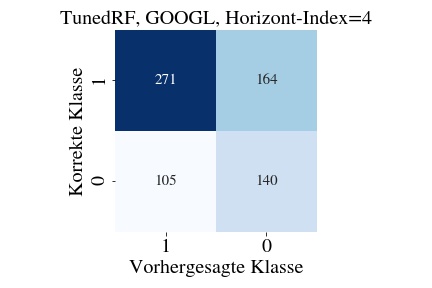 TunedRF, GOOGL, Horizont-Index=4
Korrekte Klasse
1
271
164
0
105
140
1
0
Vorhergesagte Klasse